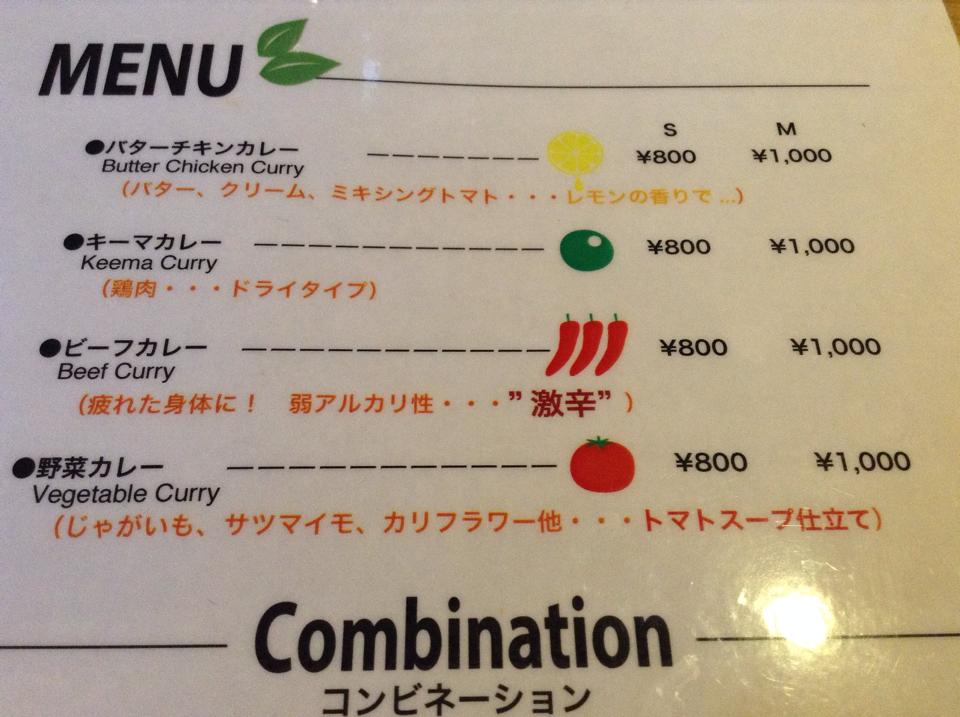 MENU
S M
●バターチキンカレー ¥800 ¥1,000
Butter Chicken Curry
（バター、クリーム、ミキシングトマト・・・レモンの香りで ...）
●キーマカレー ¥800 ¥1,000
Keema Curry
（鶏肉・・・ドライタイプ）
●ビーフカレー ¥800 ¥1,000
Beef Curry
（疲れた身体に！ 弱アルカリ性・・・”激辛”）
●野菜カレー ¥800 ¥1,000
Vegetable Curry
（じゃがいも、サツマイモ、カリフラワー他・・・トマトスープ仕立て）
Combination
コンビネーション